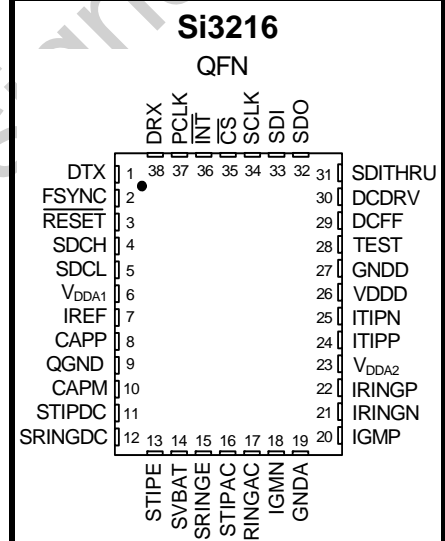 Si3216
QFN
DRX
PCLK
INT
CS
SCLK
SDI
SDO
38 37 36 35 34 33 32
DTX 1
FSYNC 2
RESET 3
SDCH 4
SDCL 5
VDDA1 6
IREF 7
CAPP 8
QGND 9
CAPM 10
STIPDC 11
SRINGDC 12
31 SDITHRU
30 DCDRV
29 DCFF
28 TEST
27 GNDD
26 VDDD
25 ITIPN
24 ITIPP
23 VDDA2
22 IRINGP
21 IRINGN
20 IGMP
13 14 15 16 17 18 19
STIPE
SVBAT
SRINGE
STIPAC
RINGAC
IGMN
GNDA